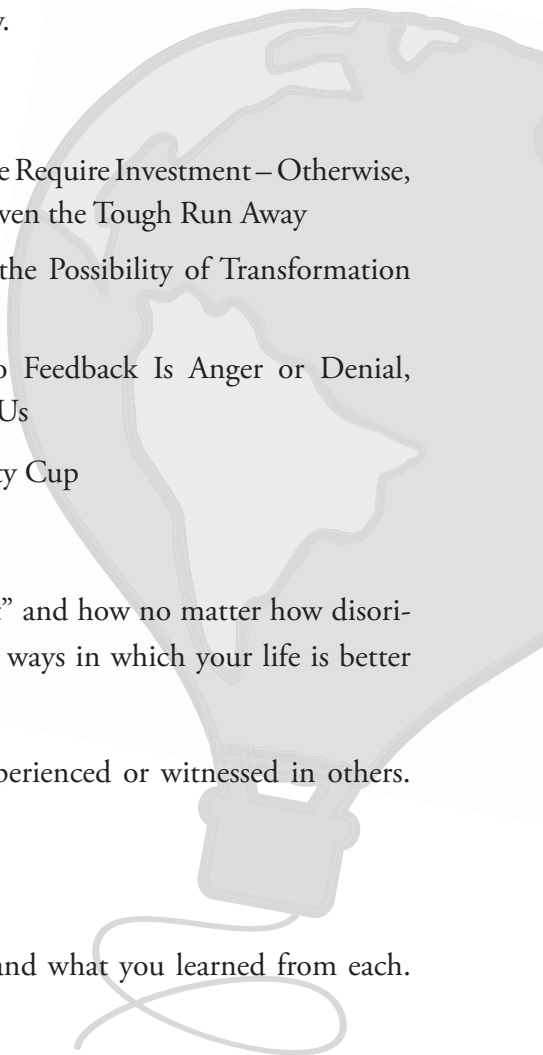 .
e Require Investment – Otherwise,
ven the Tough Run Away
the Possibility of Transformation
Feedback Is Anger or Denial,
Us
ty Cup
” and how no matter how disori-
ways in which your life is better
perienced or witnessed in others.
and what you learned from each.